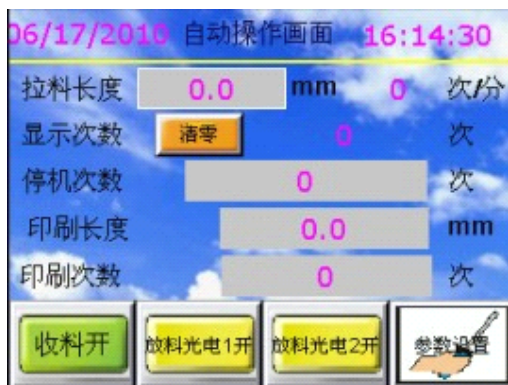 06/17/2010 自动操作画面 16:14:30
拉料长度 0.0 mm 0 次/分
显示次数 清零 0 次
停机次数 0 次
印刷长度 0.0 mm
印刷次数 0 次
收料开 放料光电1开 放料光电2开 参数设置